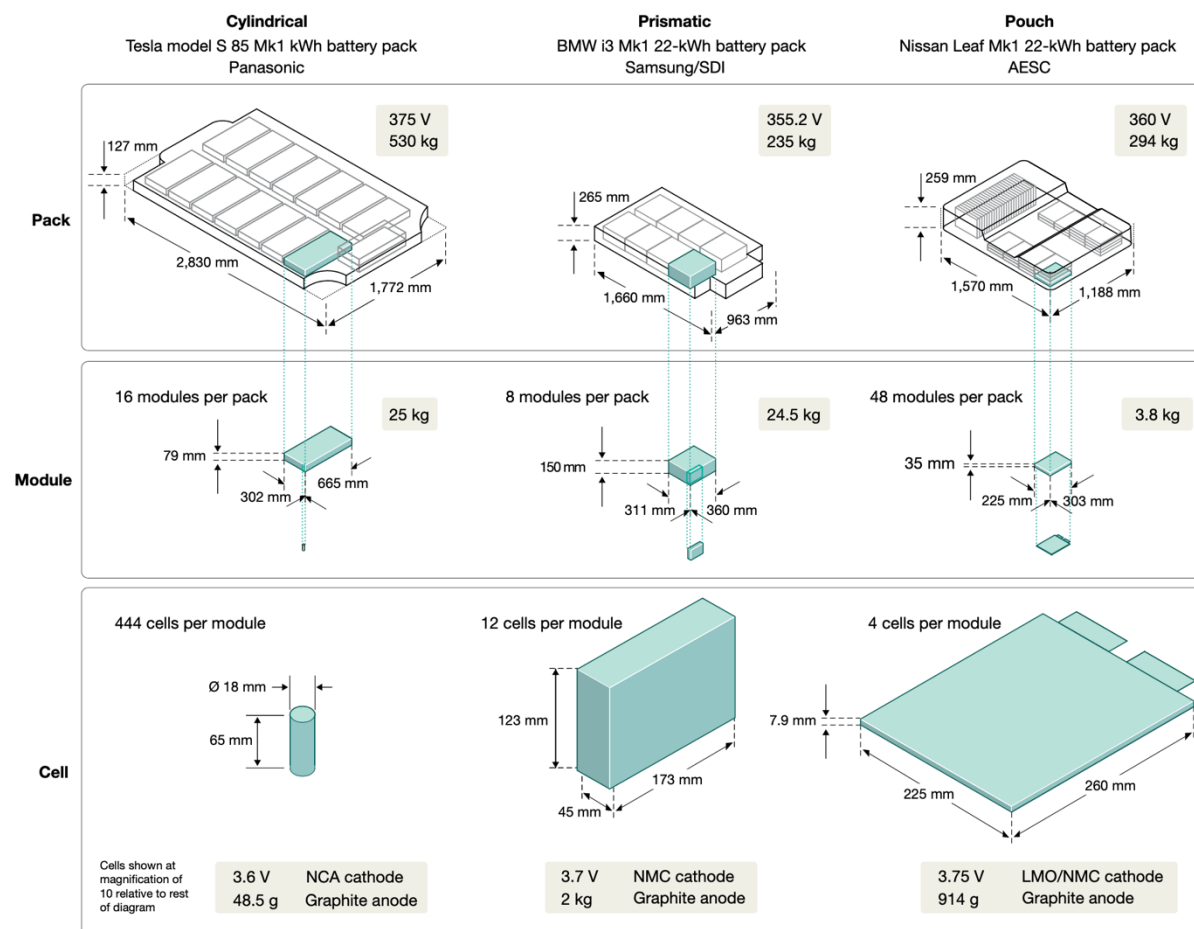 Cylindrical
Tesla model S 85 Mk1 kWh battery pack
Panasonic
Prismatic
BMW i3 Mk1 22-kWh battery pack
Samsung/SDI
Pouch
Nissan Leaf Mk1 22-kWh battery pack
AESC
Pack
375 V
530 kg
127 mm
2,830 mm
1,772 mm
355.2 V
235 kg
265 mm
1,660 mm
963 mm
360 V
294 kg
259 mm
1,570 mm
1,188 mm
Module
16 modules per pack
25 kg
79 mm
302 mm
665 mm
8 modules per pack
24.5 kg
150 mm
311 mm
360 mm
48 modules per pack
3.8 kg
35 mm
225 mm
303 mm
Cell
444 cells per module
Ø 18 mm
65 mm
12 cells per module
123 mm
45 mm
173 mm
4 cells per module
7.9 mm
225 mm
260 mm
Cells shown at
magnification of
10 relative to rest
of diagram
3.6 V NCA cathode
48.5 g Graphite anode
3.7 V NMC cathode
2 kg Graphite anode
3.75 V LMO/NMC cathode
914 g Graphite anode